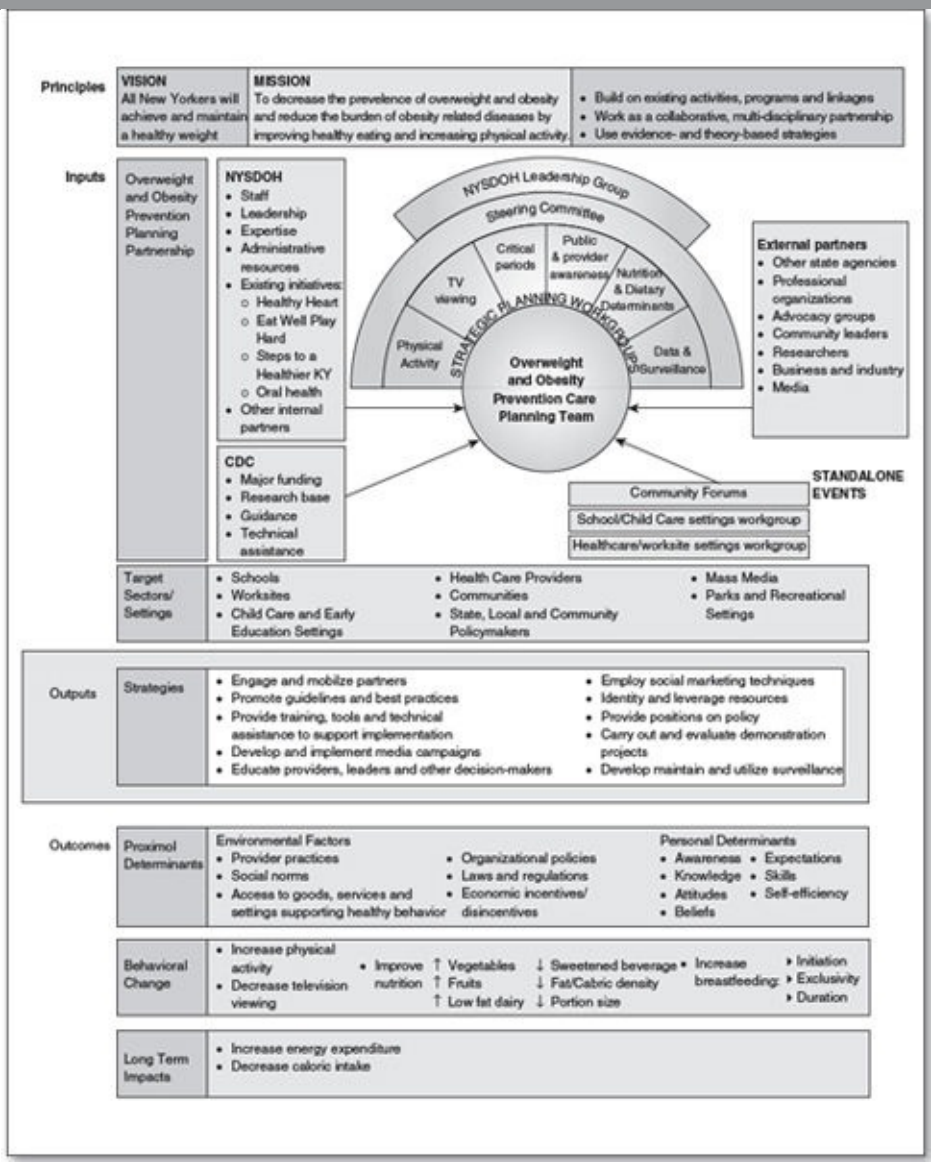 Principles
VISION
All New Yorkers will
achieve and maintain
a healthy weight
MISSION
To decrease the prevelence of overweight and obesity
and reduce the burden of obesity related diseases by
improving healthy eating and increasing physical activity.
• Build on existing activities, programs and linkages
• Work as a collaborative, multi-disciplinary partnership
• Use evidence- and theory-based strategies
Inputs
Overweight
and Obesity
Prevention
Planning
Partnership
NYSDOH
• Staff
• Leadership
• Expertise
• Administrative
resources
• Existing initiatives:
o Healthy Heart
o Eat Well Play
Hard
o Steps to a
Healthier KY
o Oral health
• Other internal
partners
CDC
• Major funding
• Research base
• Guidance
• Technical
assistance
NYSDOH Leadership Group
Steering Committee
Physical
Activity
TV
viewing
Critical
periods
Public
& provider
awareness
Nutrition
& Dietary
Determinants
Data &
Surveillance
STRATEGIC PLANNING WORKGROUPS
Overweight
and Obesity
Prevention Care
Planning Team
External partners
• Other state agencies
• Professional
organizations
• Advocacy groups
• Community leaders
• Researchers
• Business and industry
• Media
STANDALONE
EVENTS
Community Forums
School/Child Care settings workgroup
Healthcare/worksite settings workgroup
Target
Sectors/
Settings
• Schools
• Worksites
• Child Care and Early
Education Settings
• Health Care Providers
• Communities
• State, Local and Community
Policymakers
• Mass Media
• Parks and Recreational
Settings
Outputs
Strategies
• Engage and mobilze partners
• Promote guidelines and best practices
• Provide training, tools and technical
assistance to support implementation
• Develop and implement media campaigns
• Educate providers, leaders and other decision-makers
• Employ social marketing techniques
• Identity and leverage resources
• Provide positions on policy
• Carry out and evaluate demonstration
projects
• Develop maintain and utilize surveillance
Outcomes
Proximol
Determinants
Environmental Factors
• Provider practices
• Social norms
• Access to goods, services and
settings supporting healthy behavior
• Organizational policies
• Laws and regulations
• Economic incentives/
disincentives
Personal Determinants
• Awareness
• Knowledge
• Attitudes
• Beliefs
• Expectations
• Skills
• Self-efficiency
Behavioral
Change
• Increase physical
activity
• Decrease television
viewing
• Improve
nutrition
↑ Vegetables
↑ Fruits
↑ Low fat dairy
↓ Sweetened beverage
↓ Fat/Cabric density
↓ Portion size
• Increase
breastfeeding:
▸ Initiation
▸ Exclusivity
▸ Duration
Long Term
Impacts
• Increase energy expenditure
• Decrease caloric intake